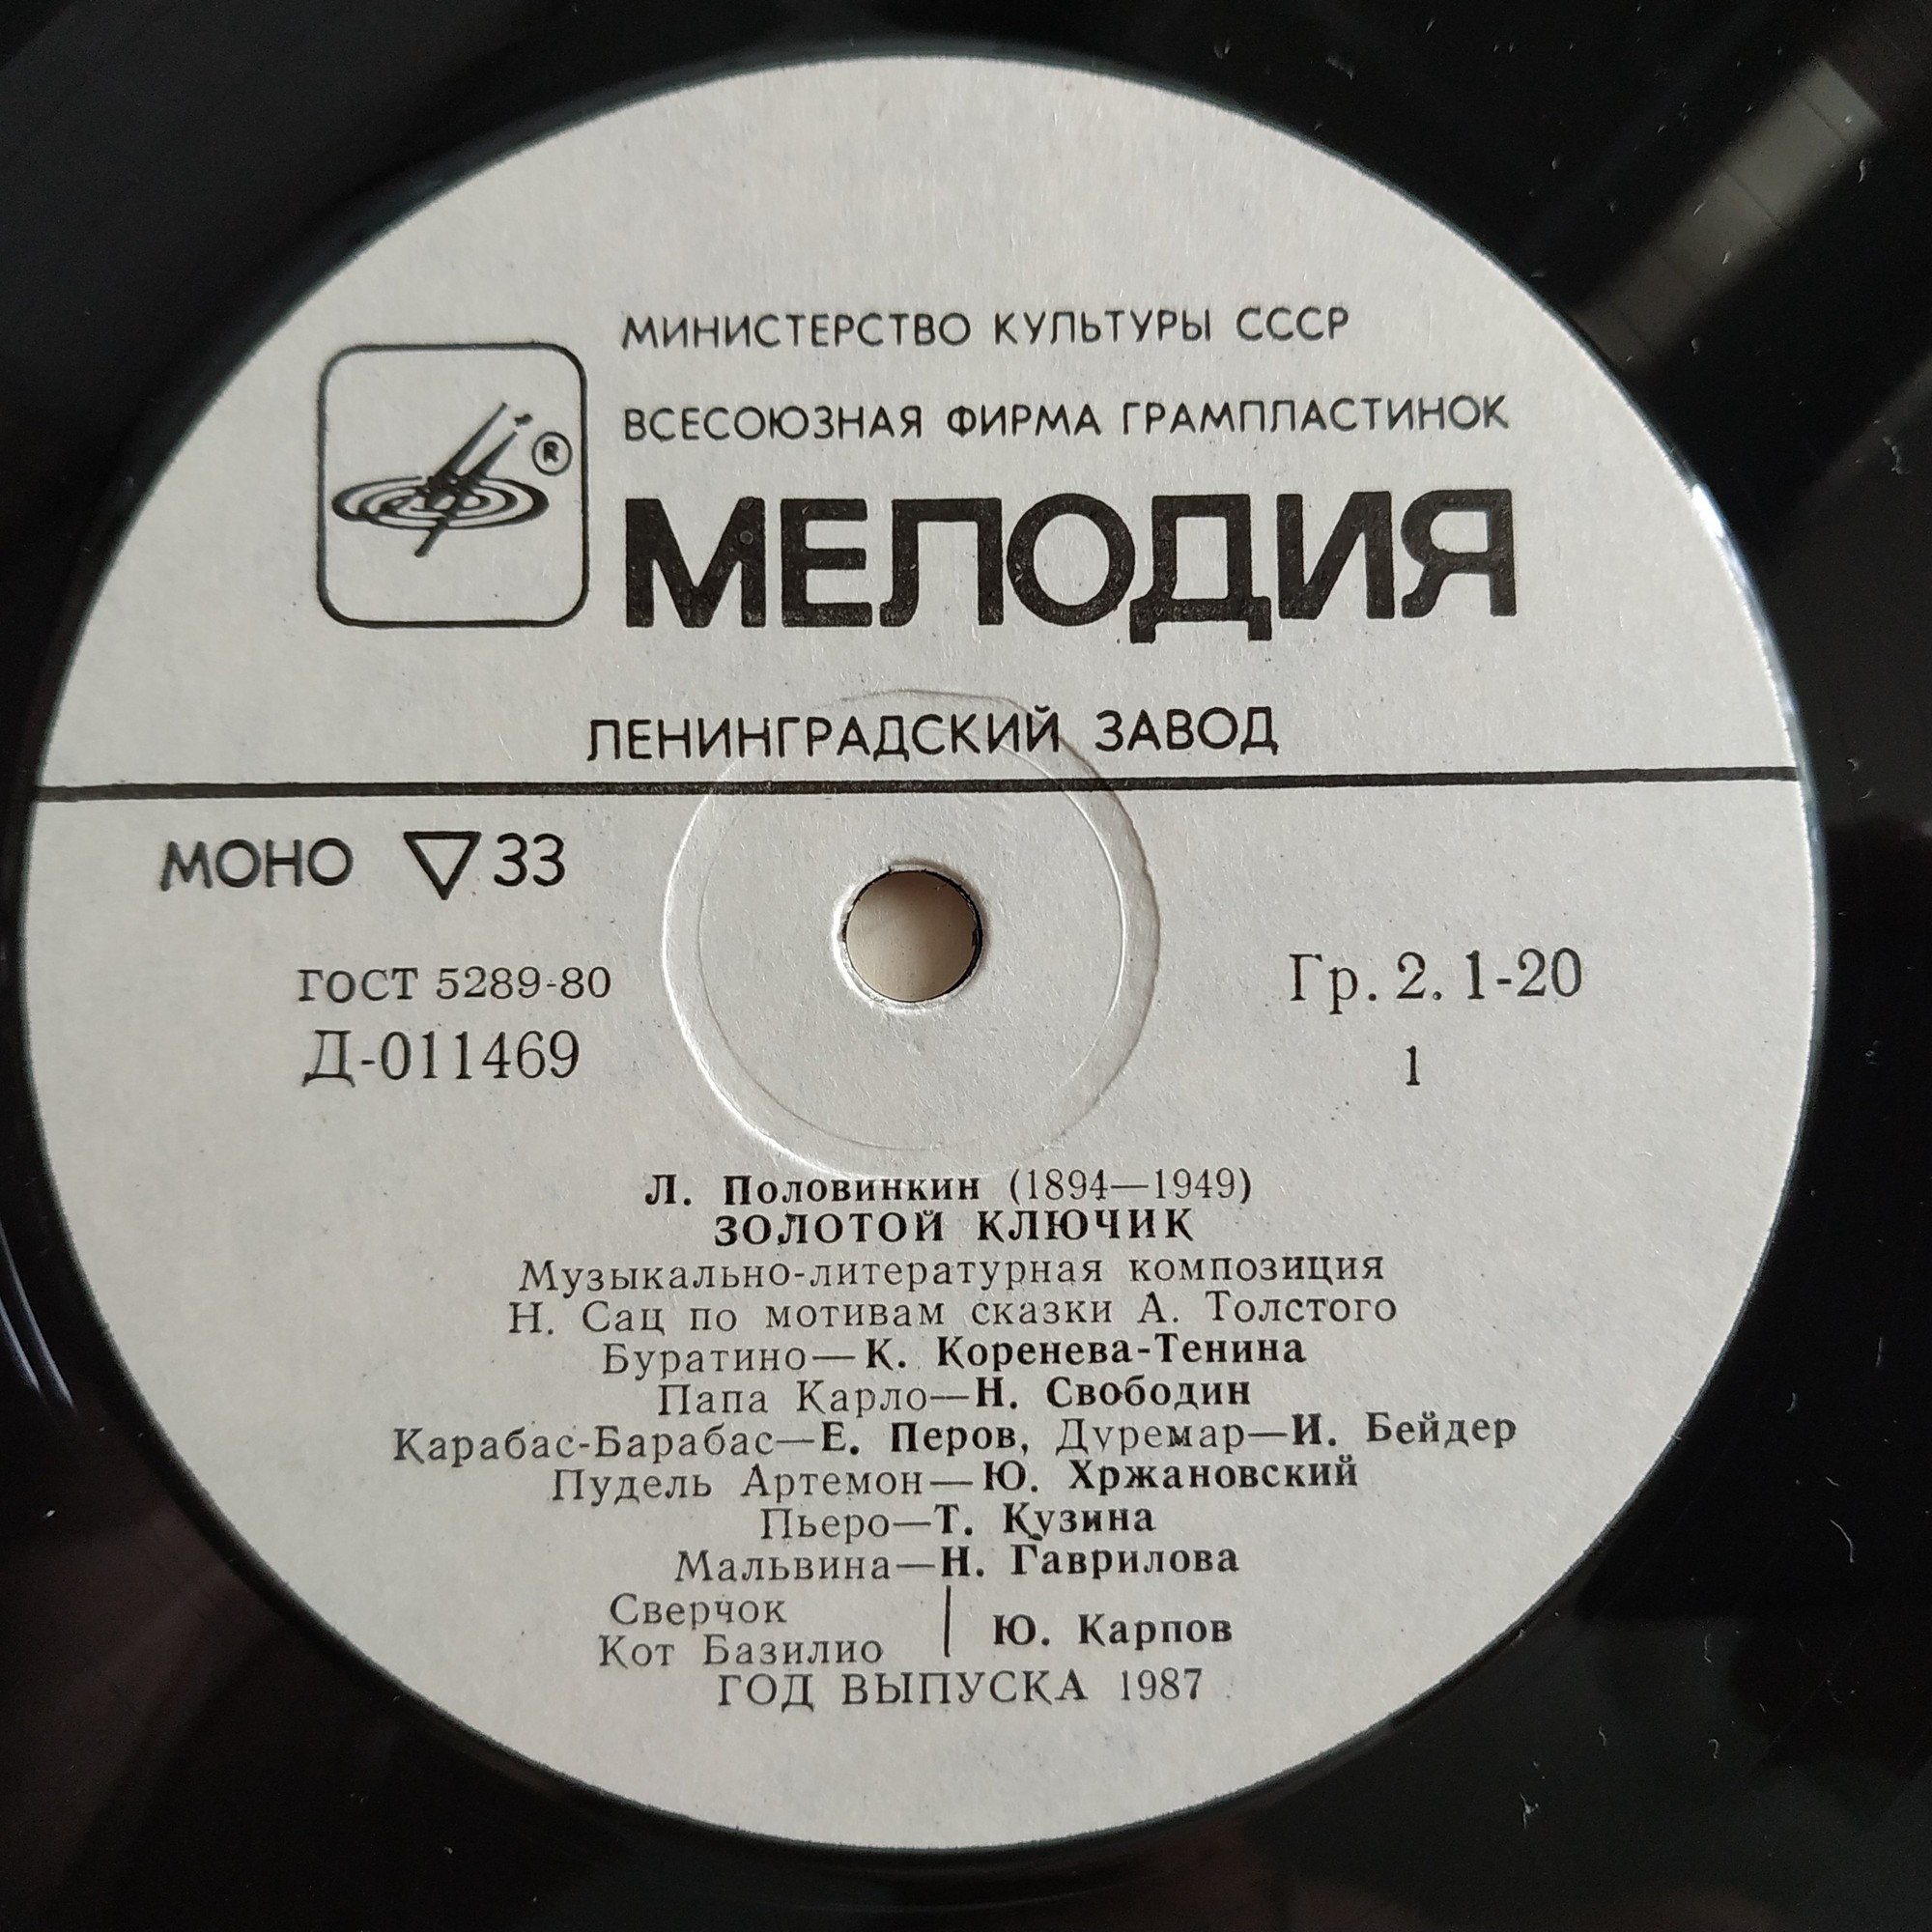 МИНИСТЕРСТВО КУЛЬТУРЫ СССР
ВСЕСОЮЗНАЯ ФИРМА ГРАМПЛАСТИНОК
®
МЕЛОДИЯ
ЛЕНИНГРАДСКИЙ ЗАВОД
МОНО ▽ 33
ГОСТ 5289-80
Гр. 2. 1-20
Д-011469
1
Л. Половинкин (1894—1949)
ЗОЛОТОЙ КЛЮЧИК
Музыкально-литературная композиция
Н. Сац по мотивам сказки А. Толстого
Буратино—К. Коренева-Тенина
Папа Карло—Н. Свободин
Карабас-Барабас—Е. Перов, Дуремар—И. Бейдер
Пудель Артемон—Ю. Хржановский
Пьеро—Т. Кузина
Мальвина—Н. Гаврилова
Сверчок
Кот Базилио | Ю. Карпов
ГОД ВЫПУСКА 1987